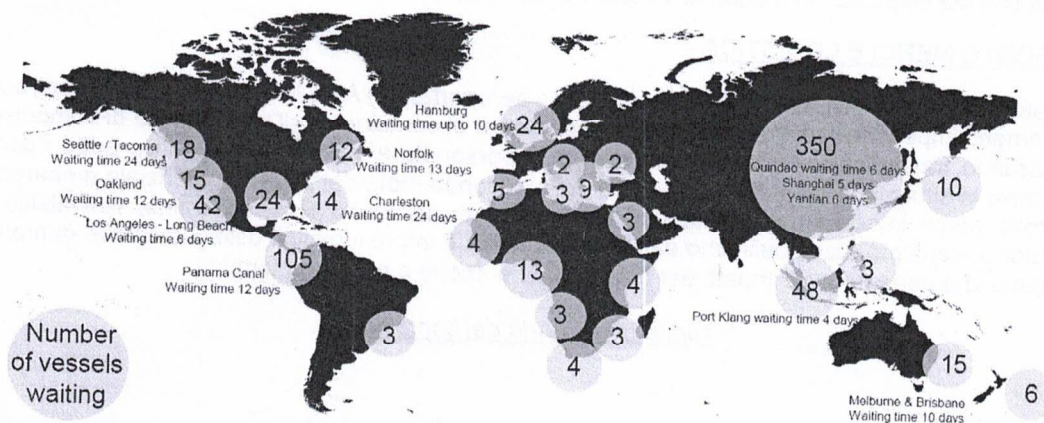 Hamburg
Waiting time up to 10 days
24
350
Quindao waiting time 6 days
Shanghai 5 days
Yantian 6 days
10
Seattle / Tacoma
Waiting time 24 days
18
12
Norfolk
Waiting time 13 days
2
2
Oakland
Waiting time 12 days
15
5
3
9
42
24
14
Charleston
Waiting time 24 days
Los Angeles - Long Beach
Waiting time 6 days
3
4
105
Panama Canal
Waiting time 12 days
13
4
3
48
Port Klang waiting time 4 days
3
3
3
4
15
Melburne & Brisbane
Waiting time 10 days
6
Number
of vessels
waiting